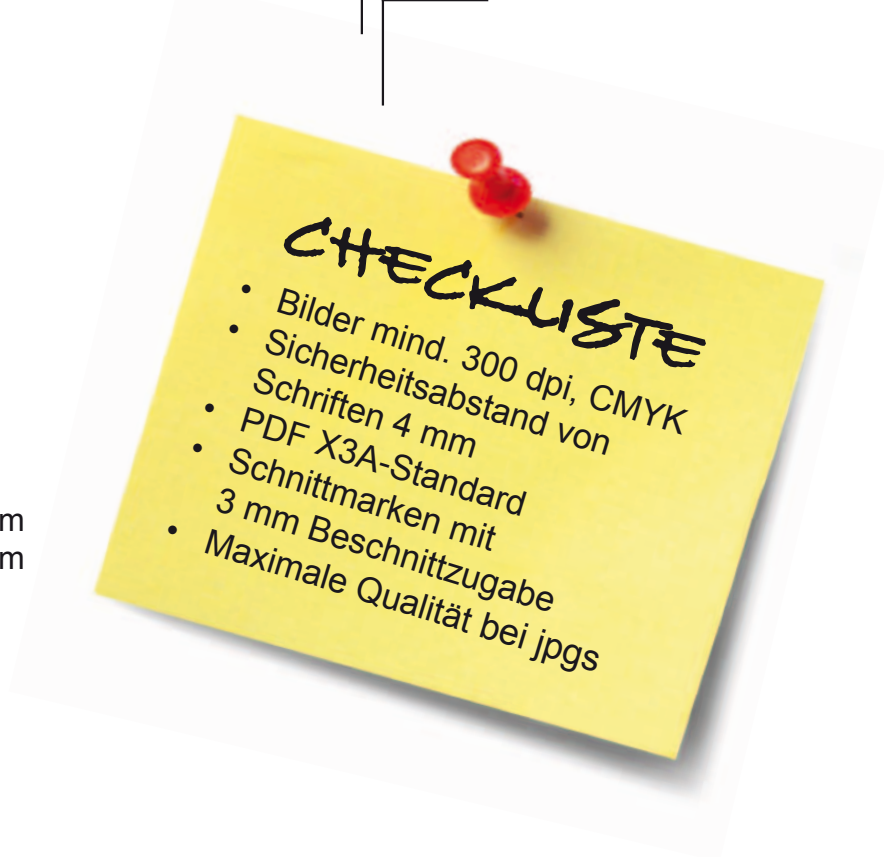 CHECKLISTE
• Bilder mind. 300 dpi, CMYK
• Sicherheitsabstand von
Schriften 4 mm
• PDF X3A-Standard
• Schnittmarken mit
3 mm Beschnittzugabe
• Maximale Qualität bei jpgs
m
m